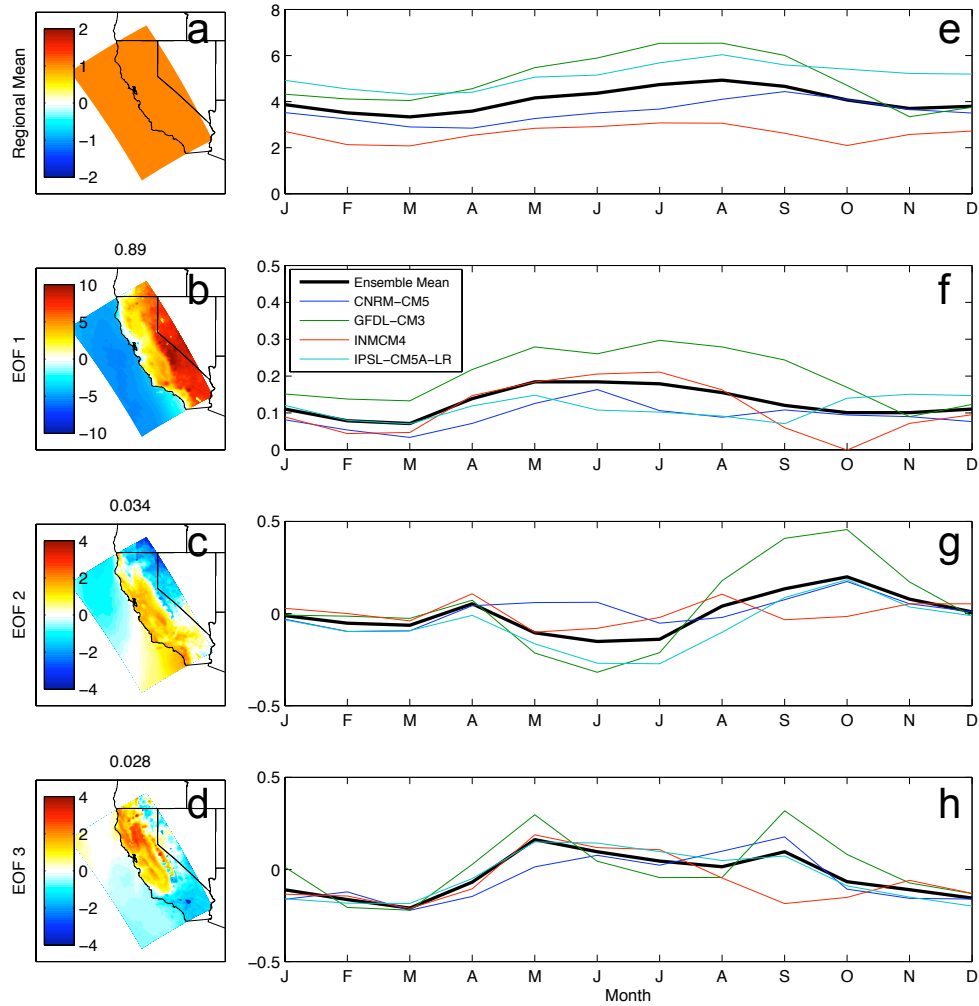 Regional Mean
2
1
0
−1
−2
a
8
6
4
2
0
e
J F M A M J J A S O N D
0.89
EOF 1
10
5
0
−5
−10
b
0.5
0.4
0.3
0.2
0.1
0
f
Ensemble Mean
CNRM−CM5
GFDL−CM3
INMCM4
IPSL−CM5A−LR
J F M A M J J A S O N D
0.034
EOF 2
4
2
0
−2
−4
c
0.5
0
−0.5
g
J F M A M J J A S O N D
0.028
EOF 3
4
2
0
−2
−4
d
0.5
0
−0.5
h
J F M A M J J A S O N D
Month